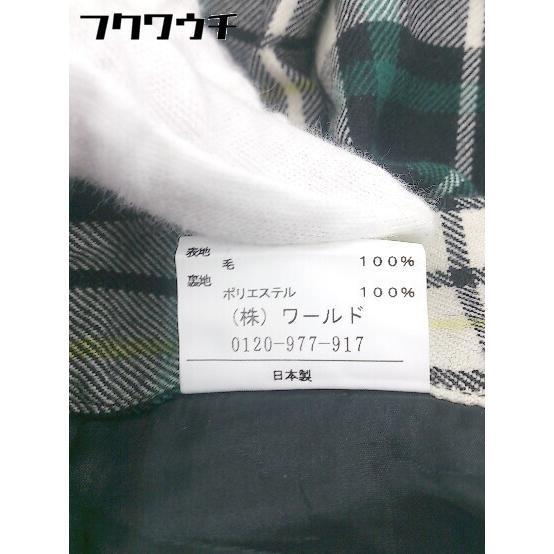 フクワウチ
表地
毛 100%
裏地
ポリエステル 100%
(株) ワールド
0120-977-917
日本製